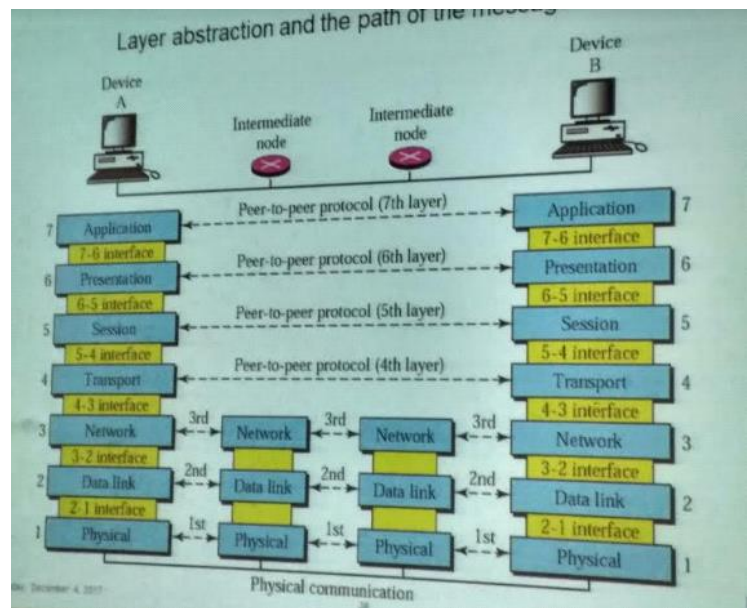 Layer abstraction and the path of the
Device
A
Device
B
Intermediate
node
Intermediate
node
Peer-to-peer protocol (7th layer)
7 Application
Application 7
7-6 interface
7-6 interface
Peer-to-peer protocol (6th layer)
6 Presentation
Presentation 6
6-5 interface
6-5 interface
Peer-to-peer protocol (5th layer)
5 Session
Session 5
5-4 interface
5-4 interface
Peer-to-peer protocol (4th layer)
4 Transport
Transport 4
4-3 interface
4-3 interface
3 Network 3rd Network 3rd Network 3rd Network 3
3-2 interface
3-2 interface
2 Data link 2nd Data link 2nd Data link 2nd Data link 2
2-1 interface
2-1 interface
1 Physical 1st Physical 1st Physical 1st Physical 1
Physical communication
December 4, 2017